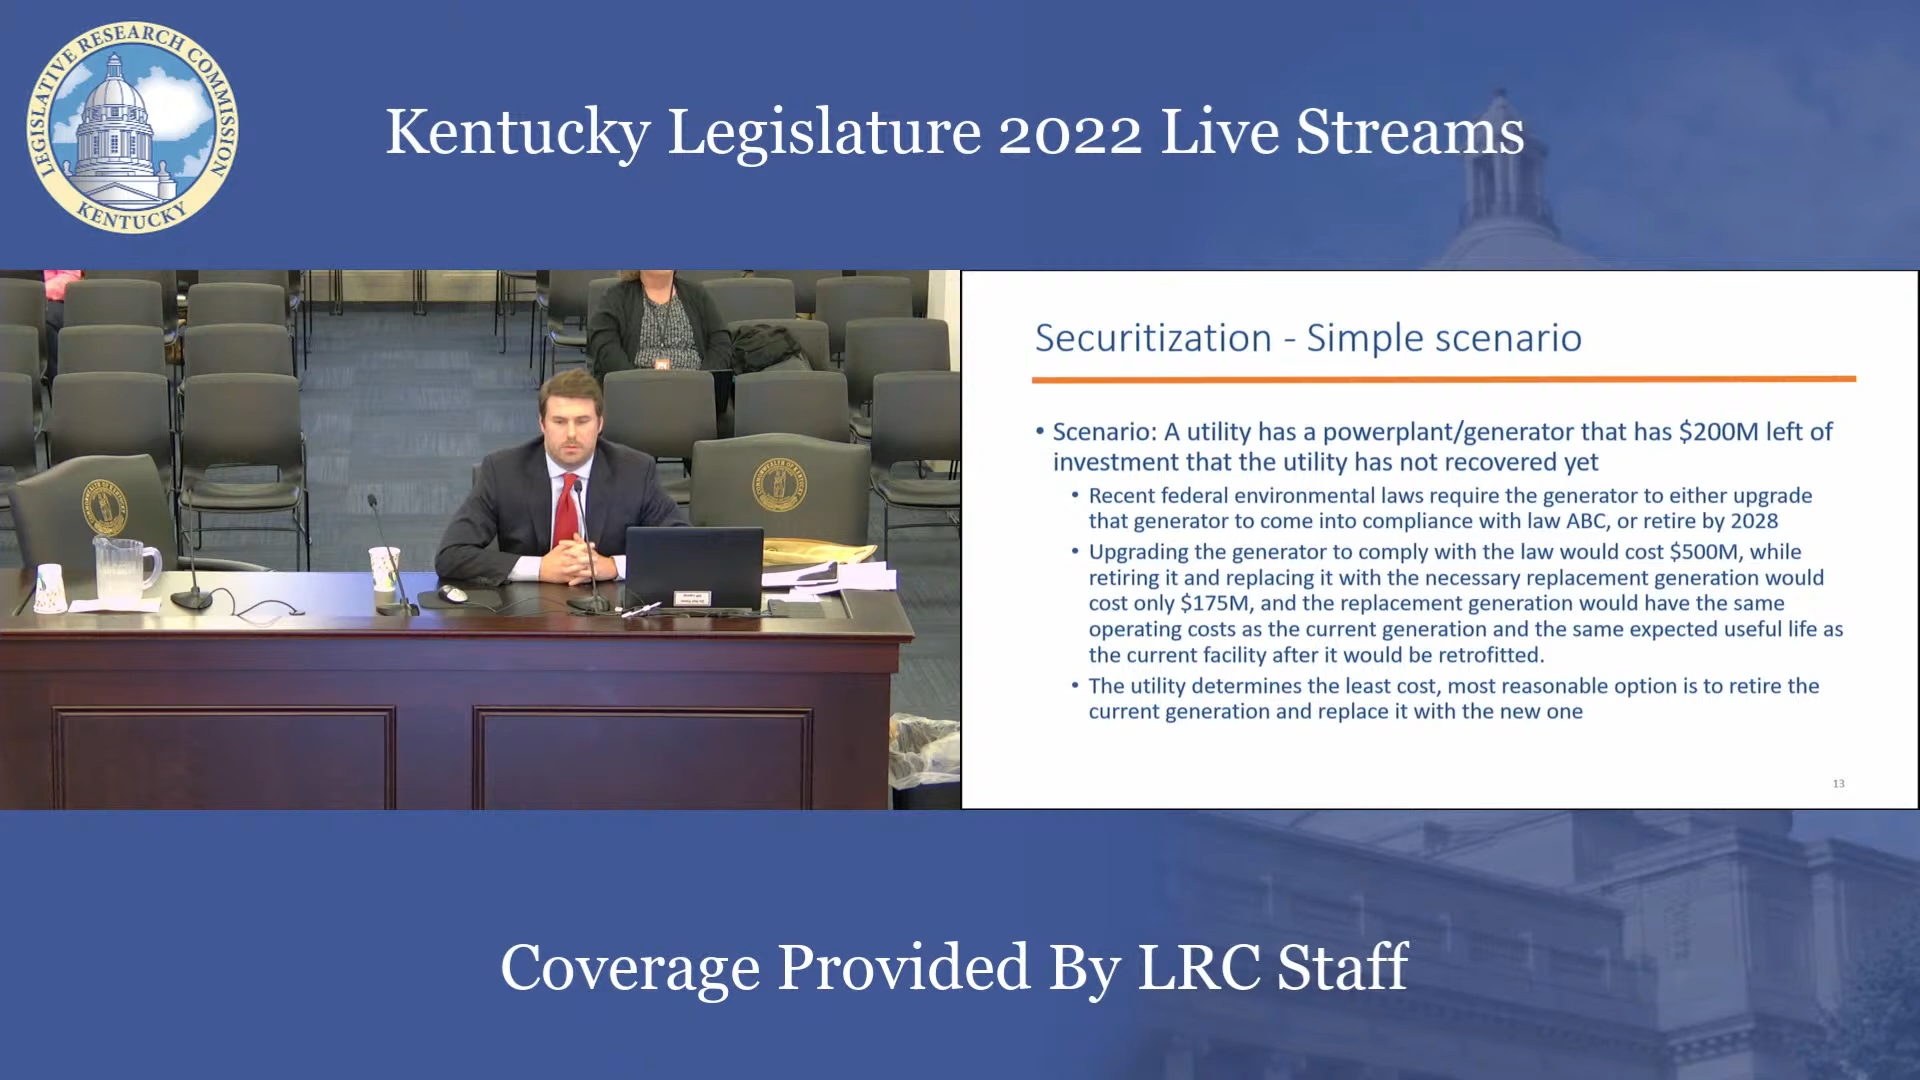 LEGISLATIVE RESEARCH COMMISSION
KENTUCKY
Kentucky Legislature 2022 Live Streams
Securitization - Simple scenario
• Scenario: A utility has a powerplant/generator that has $200M left of
investment that the utility has not recovered yet
• Recent federal environmental laws require the generator to either upgrade
that generator to come into compliance with law ABC, or retire by 2028
• Upgrading the generator to comply with the law would cost $500M, while
retiring it and replacing it with the necessary replacement generation would
cost only $175M, and the replacement generation would have the same
operating costs as the current generation and the same expected useful life as
the current facility after it would be retrofitted.
• The utility determines the least cost, most reasonable option is to retire the
current generation and replace it with the new one
13
Coverage Provided By LRC Staff